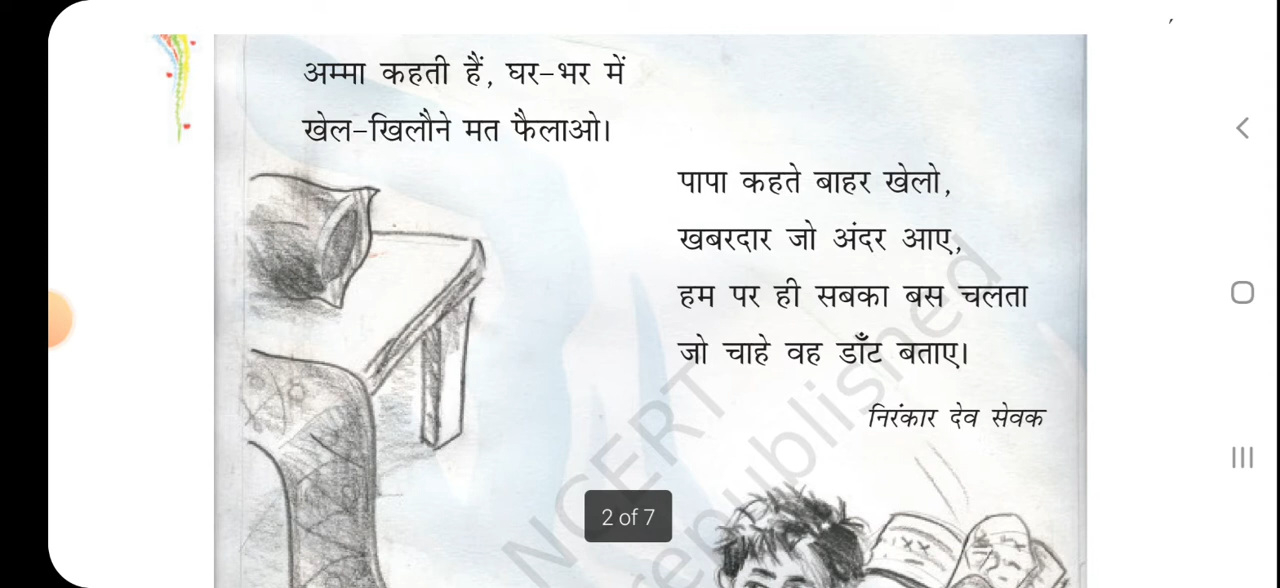 अम्मा कहती हैं, घर-भर में
खेल-खिलौने मत फैलाओ।
पापा कहते बाहर खेलो,
खबरदार जो अंदर आए,
हम पर ही सबका बस चलता
जो चाहे वह डाँट बताए।
निरंकार देव सेवक
NCERT
republished
2 of 7